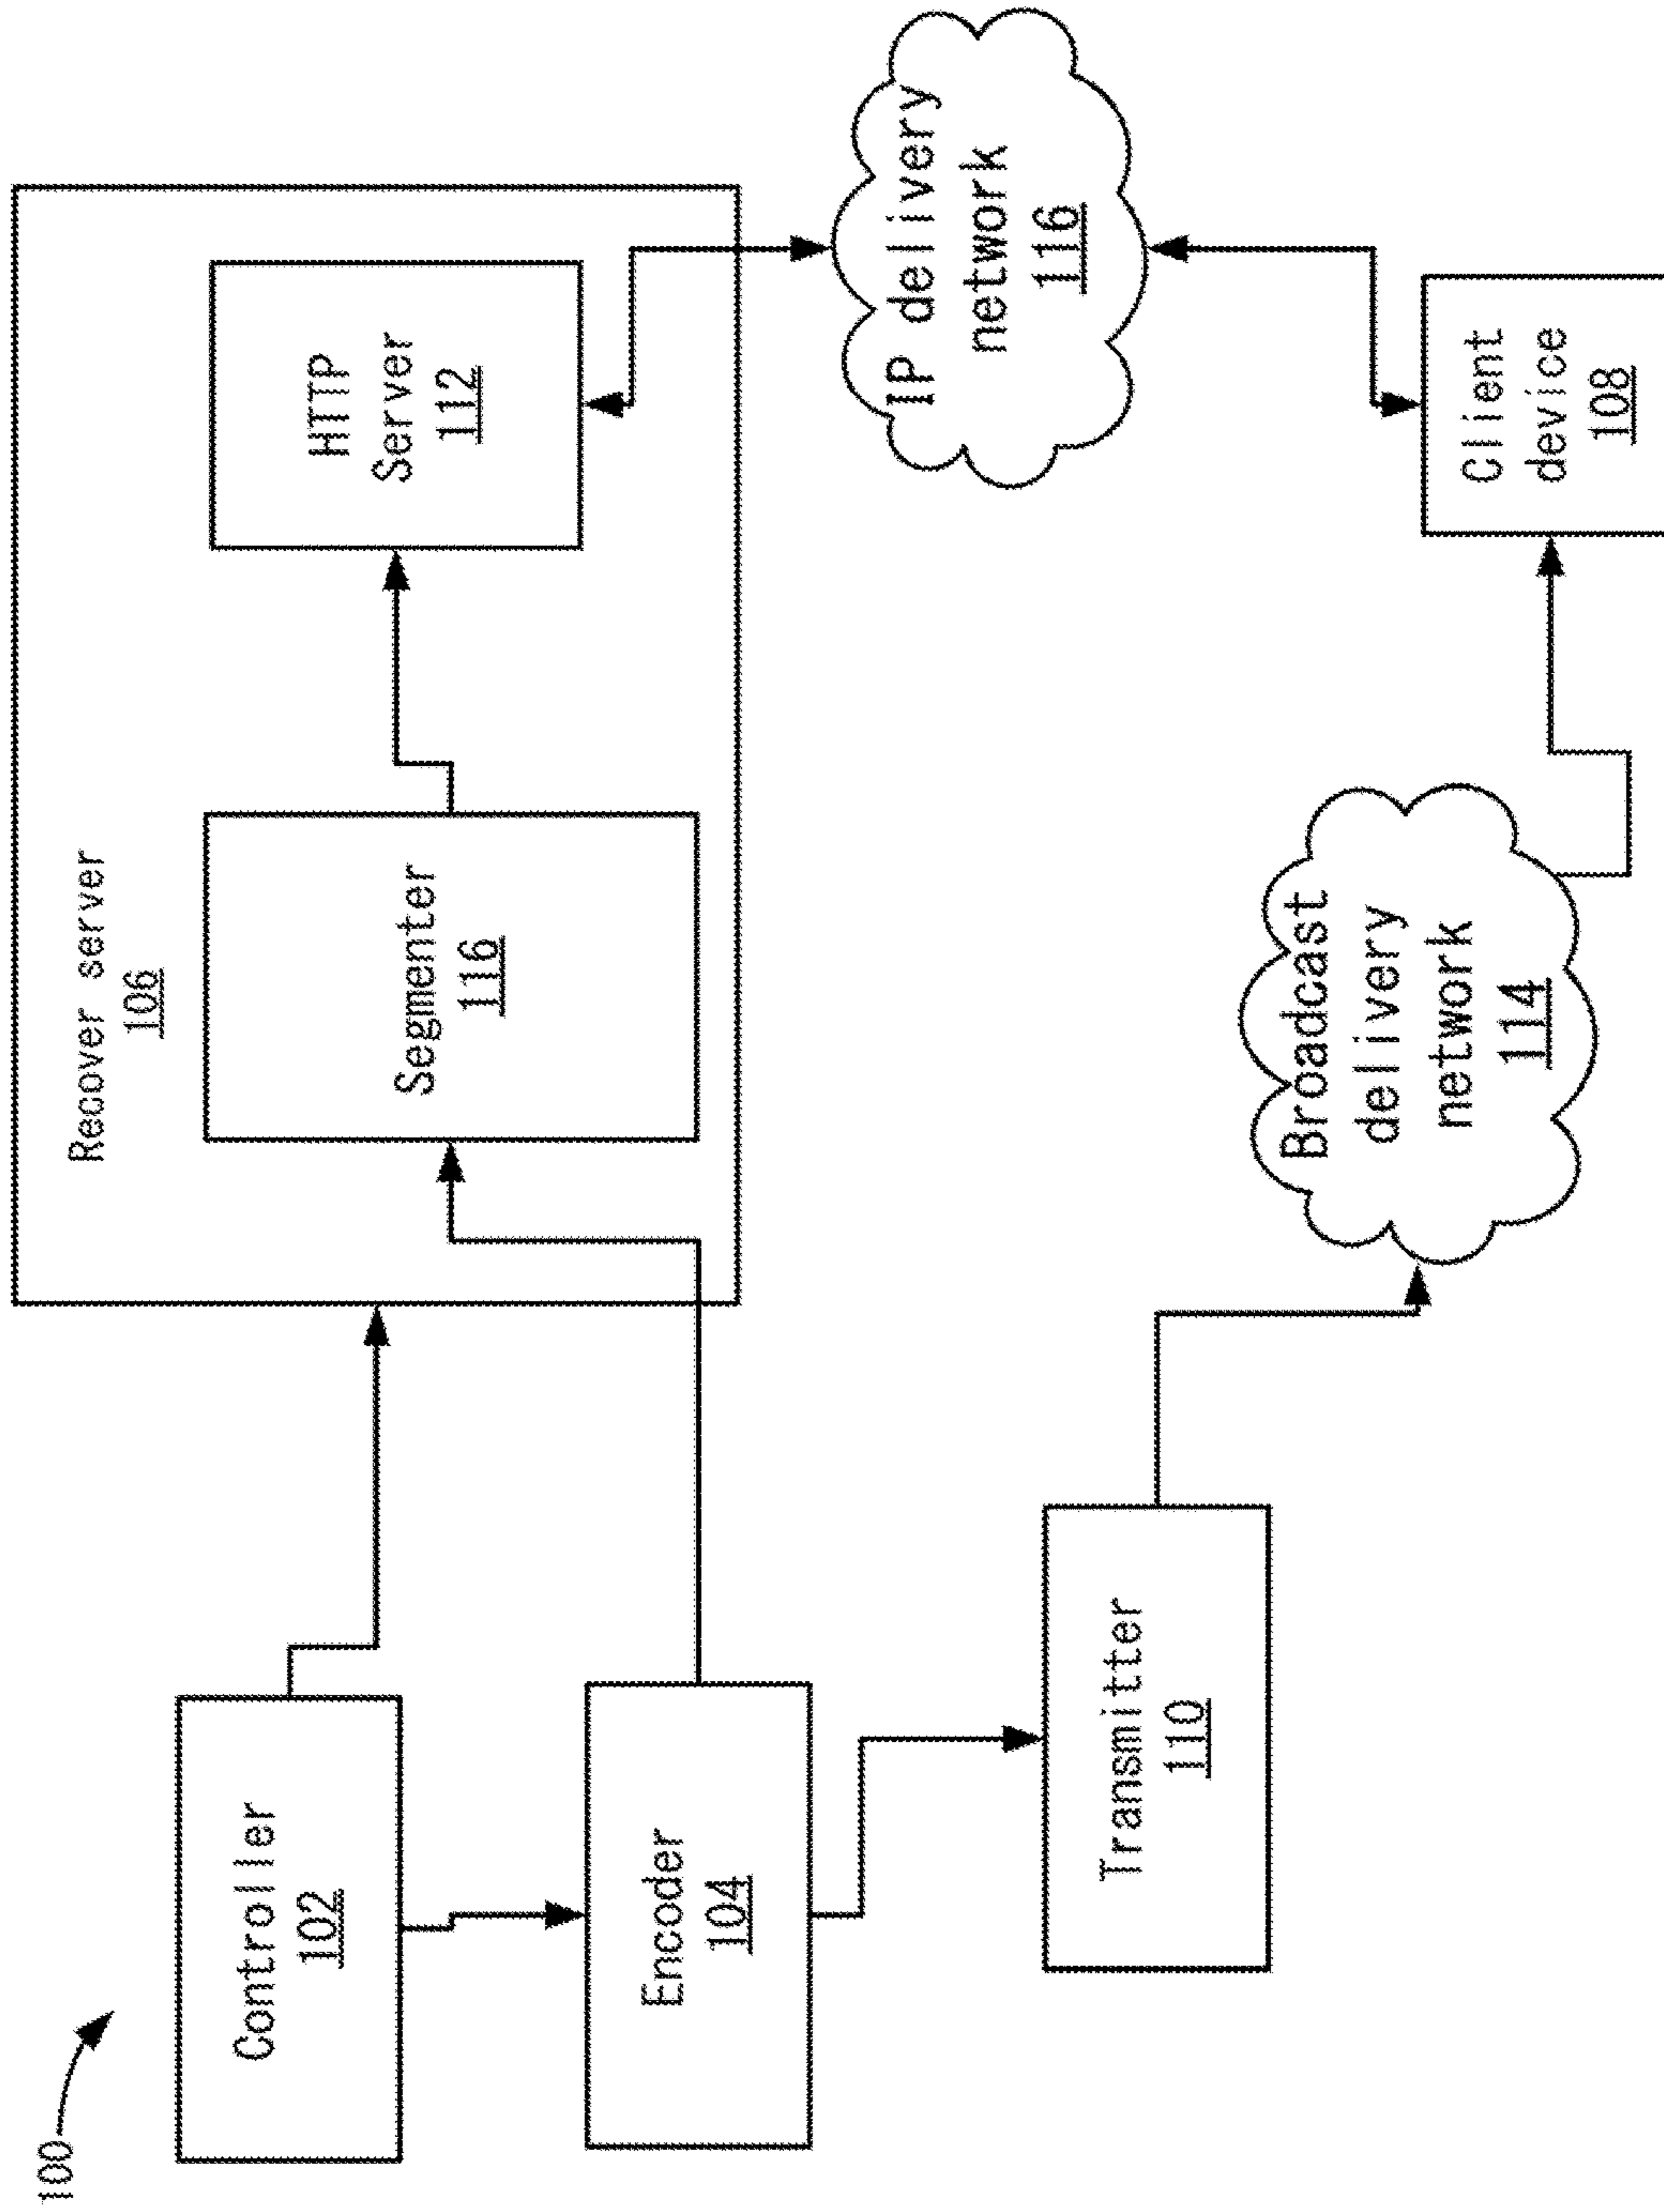 100
Controller
102
Encoder
104
Transmitter
110
Recover server
106
Segmenter
116
HTTP
Server
112
IP delivery
network
116
Broadcast
delivery
network
114
Client
device
108